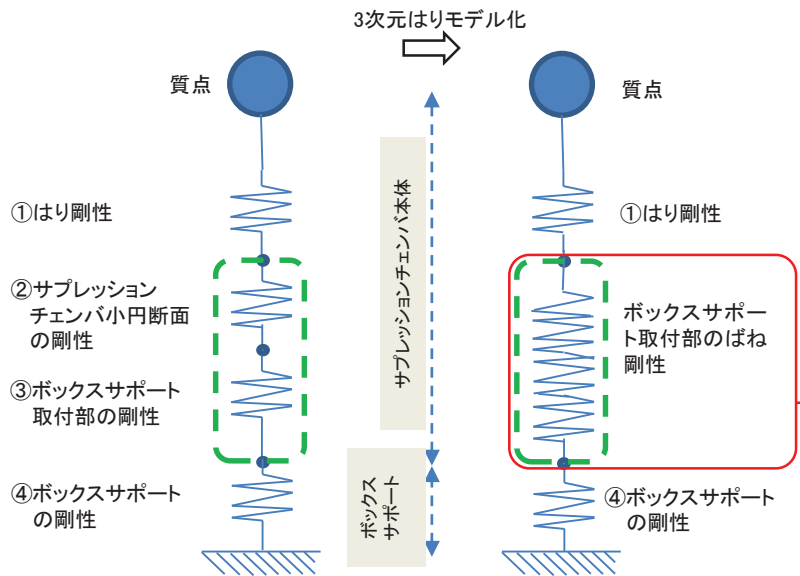 3次元はりモデル化
質点
①はり剛性
②サプレッション
チェンバ小円断面
の剛性
③ボックスサポート
取付部の剛性
④ボックスサポート
の剛性
サプレッションチェンバ本体
ボックス
サポート
質点
①はり剛性
ボックスサポー
ト取付部のばね
剛性
④ボックスサポート
の剛性